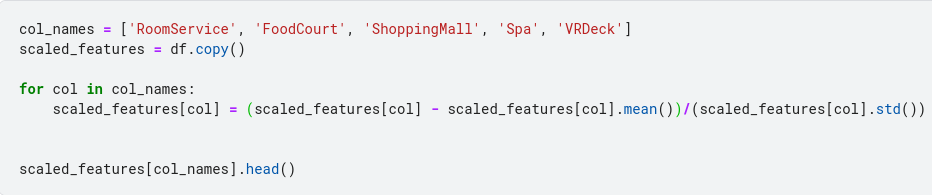 col_names = ['RoomService', 'FoodCourt', 'ShoppingMall', 'Spa', 'VRDeck']
scaled_features = df.copy()
for col in col_names:
    scaled_features[col] = (scaled_features[col] - scaled_features[col].mean())/(scaled_features[col].std())
scaled_features[col_names].head()